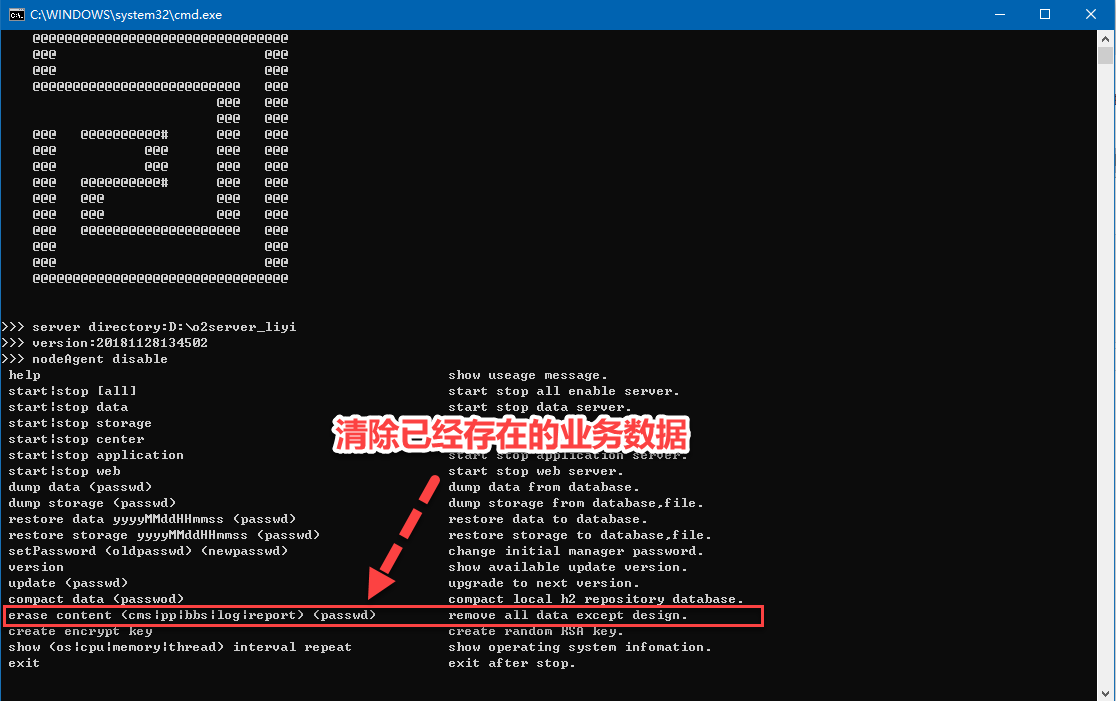 C:\WINDOWS\system32\cmd.exe
@@@@@@@@@@@@@@@@@@@@@@@@@@@@@@@@
@@@                          @@@
@@@                          @@@
@@@@@@@@@@@@@@@@@@@@@@@@@@   @@@
                       @@@   @@@
                       @@@   @@@
@@@   @@@@@@@@@@#      @@@   @@@
@@@           @@@      @@@   @@@
@@@           @@@      @@@   @@@
@@@   @@@@@@@@@@#      @@@   @@@
@@@   @@@              @@@   @@@
@@@   @@@              @@@   @@@
@@@   @@@@@@@@@@@@@@@@@@@@   @@@
@@@                          @@@
@@@                          @@@
@@@@@@@@@@@@@@@@@@@@@@@@@@@@@@@@
>>> server directory:D:\o2server_liyi
>>> version:20181128134502
>>> nodeAgent disable
help show useage message.
start|stop [all] start stop all enable server.
start|stop data start stop data server.
start|stop storage
清除已经存在的业务数据
start|stop center
start|stop application start stop application server.
start|stop web start stop web server.
dump data (passwd) dump data from database.
dump storage (passwd) dump storage from database,file.
restore data yyyyMMddHHmmss (passwd) restore data to database.
restore storage yyyyMMddHHmmss (passwd) restore storage to database,file.
setPassword (oldpasswd) (newpasswd) change initial manager password.
version show available update version.
update (passwd) upgrade to next version.
compact data (passwod) compact local h2 repository database.
erase content (cms|pp|bbs|log|report) (passwd) remove all data except design.
create encrypt key create random RSA key.
show (os|cpu|memory|thread) interval repeat show operating system infomation.
exit exit after stop.